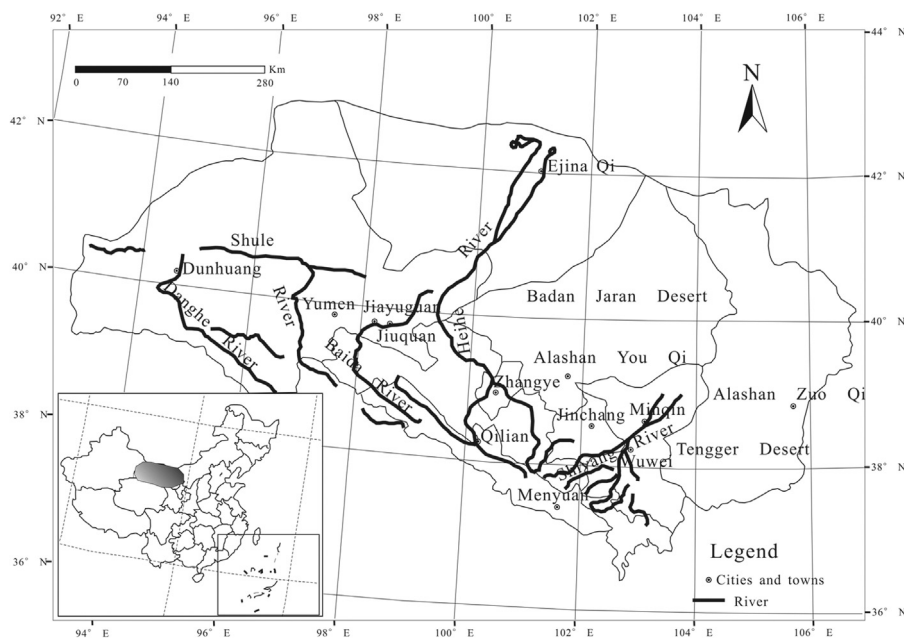 92° E 94° E 96° E 98° E 100° E 102° E 104° E 106° E
44° N
Km
0 70 140 280
N
42° N
Ejina Qi
42° N
Shule
River
40° N
Dunhuang
Danghe
River
River
Yumen
Jiayuguan
Jiuquan
Heihe
Badan Jaran Desert
40° N
Baida
River
Alashan You Qi
Zhangye
Alashan Zuo Qi
38° N
Jinchang
Minqin
River
Qilian
Shiyang
Wuwei
Tengger Desert
38° N
Menyuan
36° N
Legend
Cities and towns
River
36° N
94° E 96° E 98° E 100° E 102° E 104° E 106° E